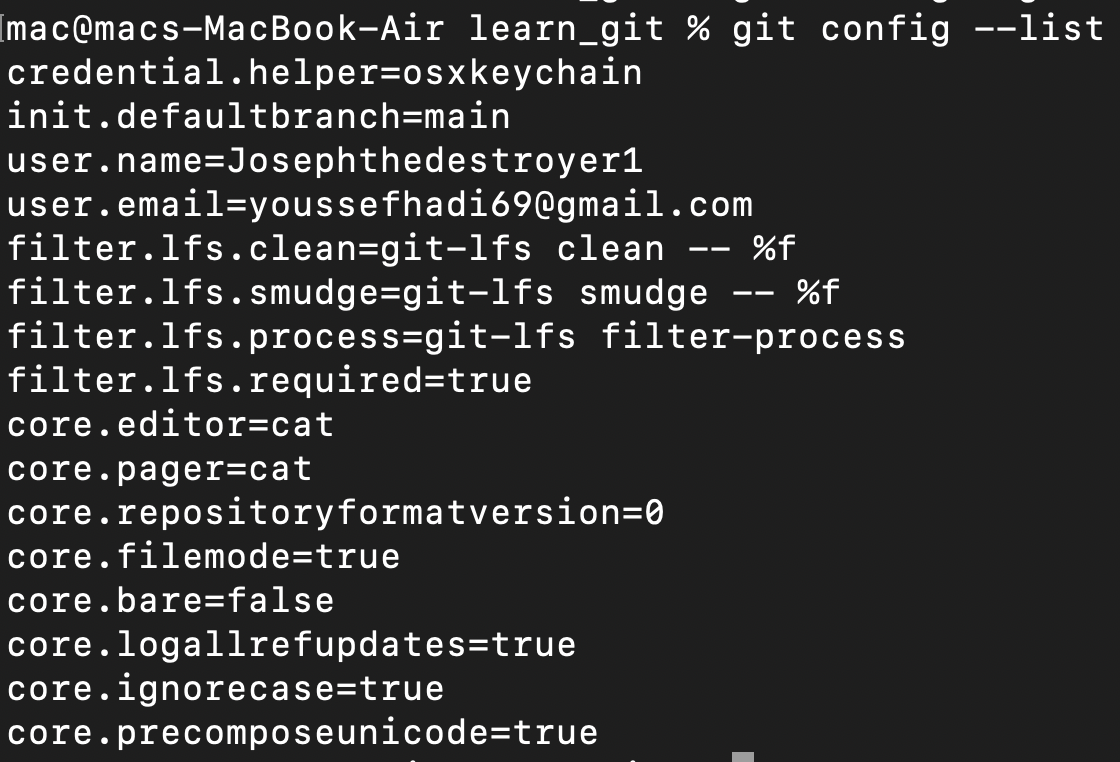 mac@macs-MacBook-Air learn_git % git config --list
credential.helper=osxkeychain
init.defaultbranch=main
user.name=Josephthedestroyer1
user.email=youssefhadi69@gmail.com
filter.lfs.clean=git-lfs clean -- %f
filter.lfs.smudge=git-lfs smudge -- %f
filter.lfs.process=git-lfs filter-process
filter.lfs.required=true
core.editor=cat
core.pager=cat
core.repositoryformatversion=0
core.filemode=true
core.bare=false
core.logallrefupdates=true
core.ignorecase=true
core.precomposeunicode=true